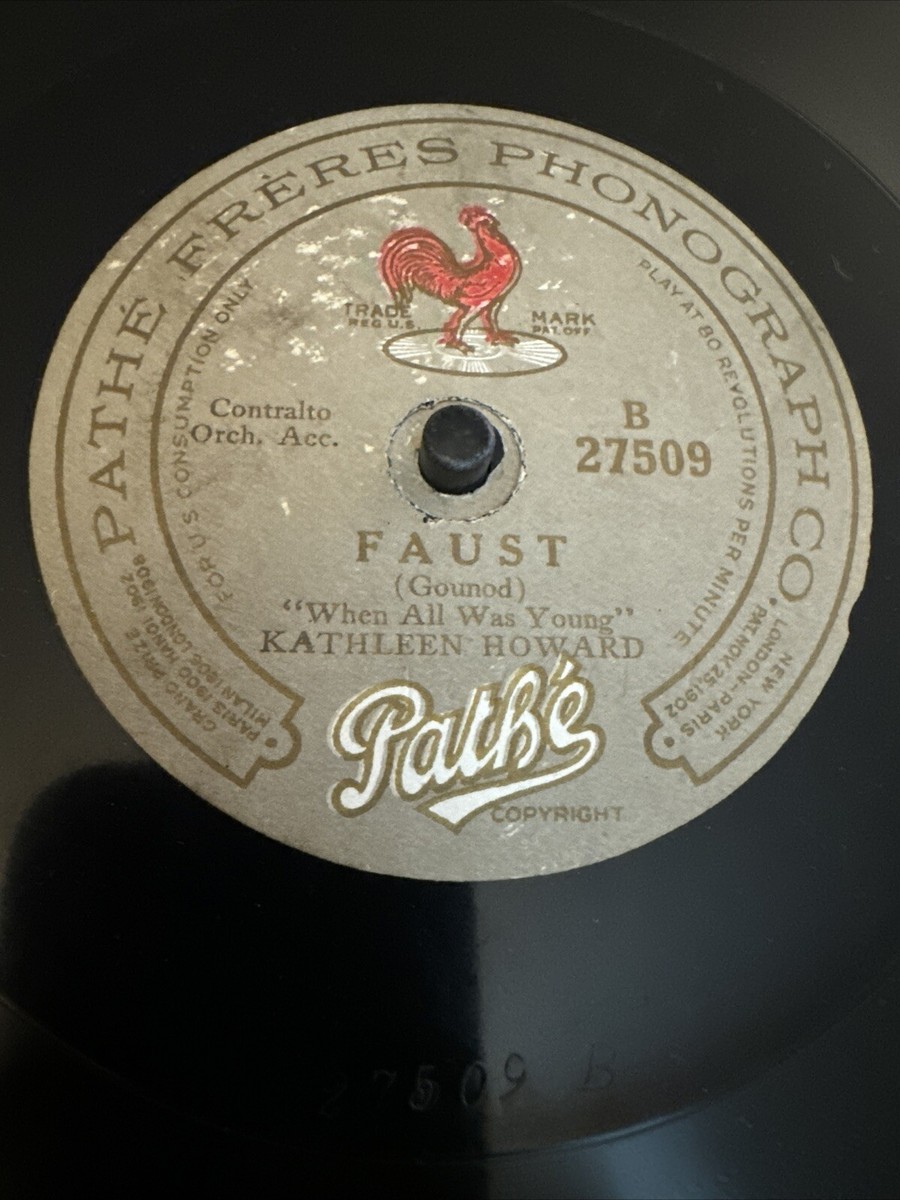 PATHÉ FRÈRES PHONOGRAPH CO.
NEW YORK
LONDON-PARIS
PAT. NOV. 25, 1902
GRAND PRIZE
PARIS 1900 HANOI 1902
MILAN 1906 LONDON 1908
FOR U S CONSUMPTION ONLY
PLAY AT 80 REVOLUTIONS PER MINUTE
TRADE MARK
REG U.S. PAT. OFF
Contralto
Orch. Acc.
B
27509
FAUST
(Gounod)
"When All Was Young"
KATHLEEN HOWARD
Pathé
COPYRIGHT
27509 B